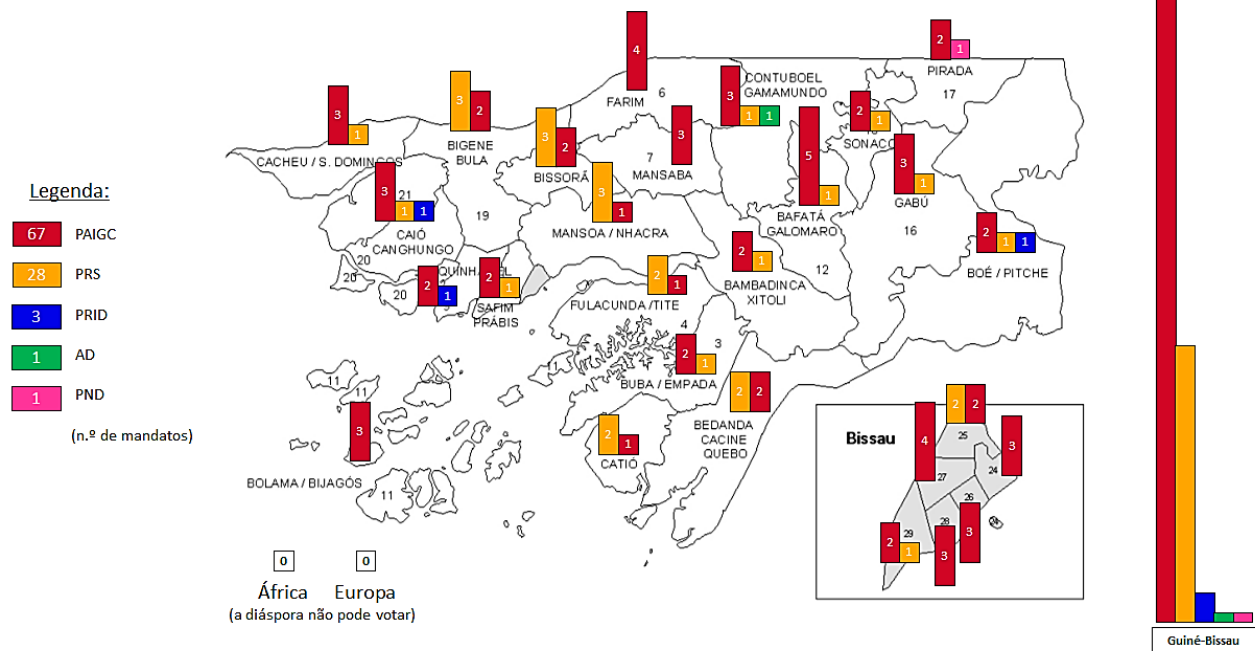 Legenda:
67 PAIGC
28 PRS
3 PRID
1 AD
1 PND
(n.º de mandatos)
3 1
CACHEU / S. DOMINGOS
3 2
BIGENE
BULA
3 2
BISSORÃ
4
FARIM
6
3
7
MANSABA
3 1 1
CONTUBOEL
GAMAMUNDO
2 1
PIRADA
17
2 1
SONACO
5 1
BAFATÁ
GALOMARO
3 1
GABÚ
16
2 1 1
BOÉ / PITCHE
3 1 1
21
CAIÓ
CANGHUNGO
19
3 1
MANSOA / NHACRA
20
20
20
2 1
2 1
SAFIM
PRÁBIS
2 1
FULACUNDA /TITE
2 1
BAMBADINCA
XITOLI
12
4
3
2 1
BUBA / EMPADA
11
11
11
3
BOLAMA / BIJAGÓS
11
2 1
CATIÓ
2 2
BEDANDA
CACINE
QUEBO
Bissau
4
2 2
25
3
24
27
26
28
29
2 1
3
3
0 0
África Europa
(a diáspora não pode votar)
Guiné-Bissau